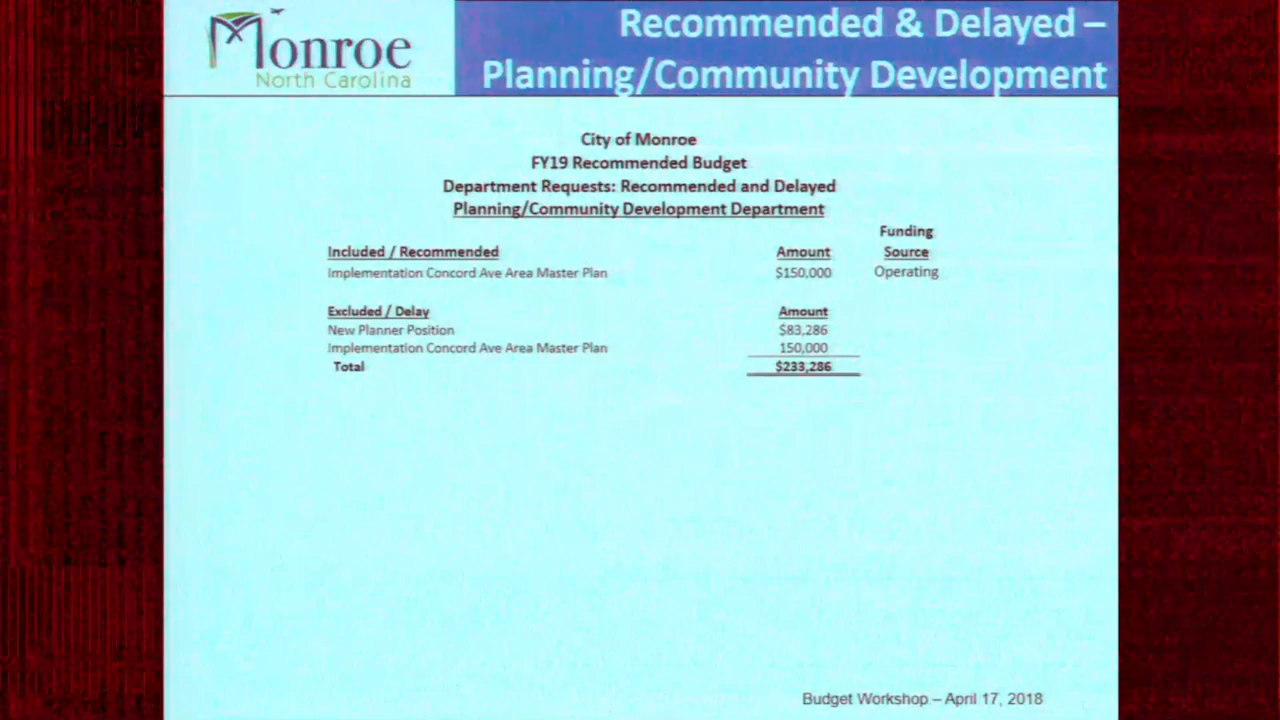 Monroe
North Carolina
Recommended & Delayed –
Planning/Community Development
City of Monroe
FY19 Recommended Budget
Department Requests: Recommended and Delayed
Planning/Community Development Department
Funding
Included / Recommended Amount Source
Implementation Concord Ave Area Master Plan $150,000 Operating
Excluded / Delay Amount
New Planner Position $83,286
Implementation Concord Ave Area Master Plan 150,000
Total $233,286
Budget Workshop – April 17, 2018